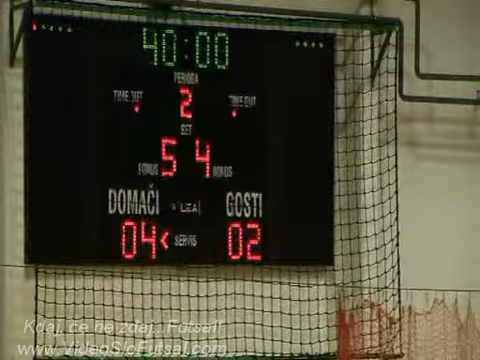 40:00
PERIODA
TIME OUT 2 TIME OUT
SET
BONUS 5 4 BONUS
DOMAČI LEA GOSTI
04 < SERVIS 02
Kdaj, če ne zdaj...Futsal!
www.VideoSloFutsal.com